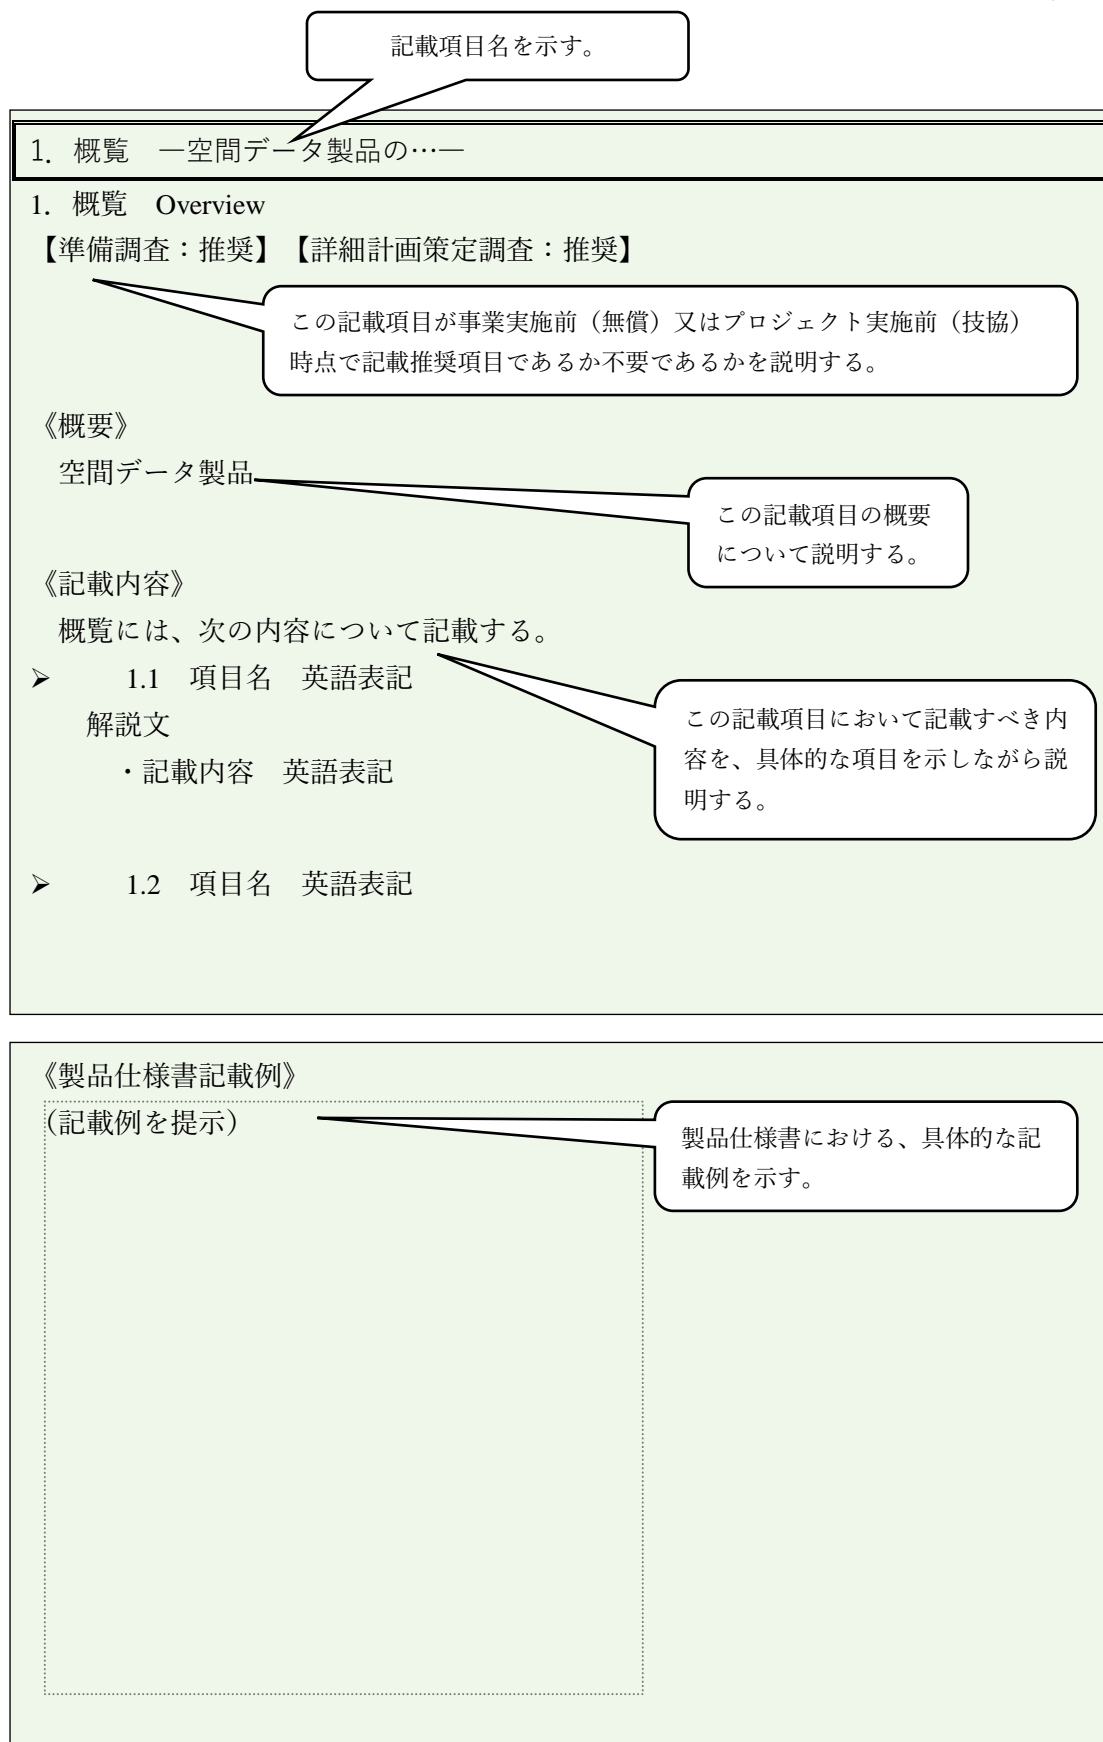 記載項目名を示す。
1．概覧　―空間データ製品の…―
1．概覧　Overview
【準備調査：推奨】【詳細計画策定調査：推奨】
この記載項目が事業実施前（無償）又はプロジェクト実施前（技協）
時点で記載推奨項目であるか不要であるかを説明する。
《概要》
空間データ製品
この記載項目の概要
について説明する。
《記載内容》
概覧には、次の内容について記載する。
➢ 1.1　項目名　英語表記
解説文
・記載内容　英語表記
この記載項目において記載すべき内
容を、具体的な項目を示しながら説
明する。
➢ 1.2　項目名　英語表記
《製品仕様書記載例》
（記載例を提示）
製品仕様書における、具体的な記
載例を示す。